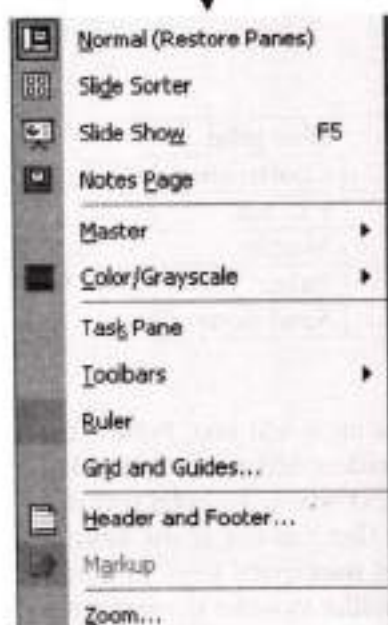 Normal (Restore Panes)
Slide Sorter
Slide Show F5
Notes Page
Master
Color/Grayscale
Task Pane
Toolbars
Ruler
Grid and Guides...
Header and Footer...
Markup
Zoom...